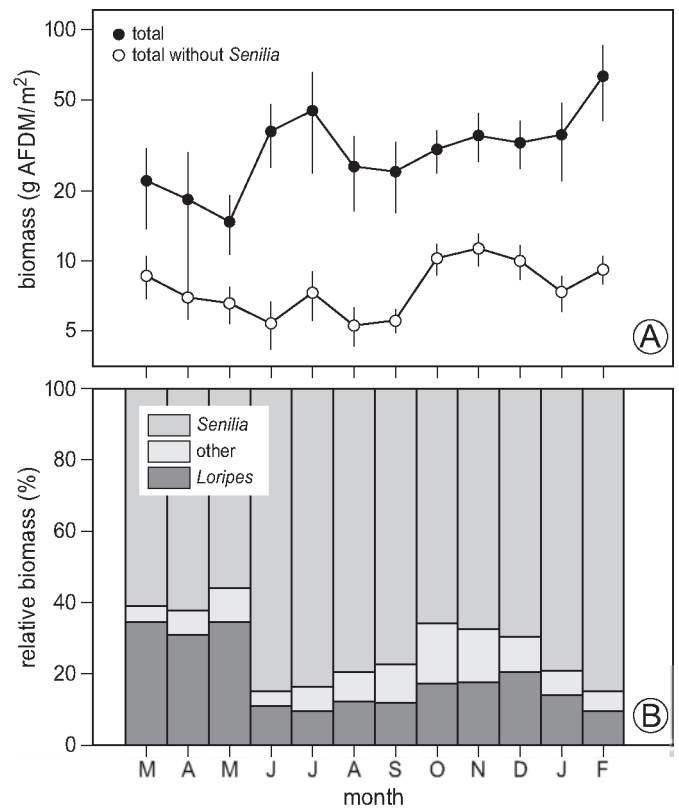 100
50
20
10
5
biomass (g AFDM/m²)
● total
○ total without Senilia
A
100
80
60
40
20
0
relative biomass (%)
Senilia
other
Loripes
B
M A M J J A S O N D J F
month